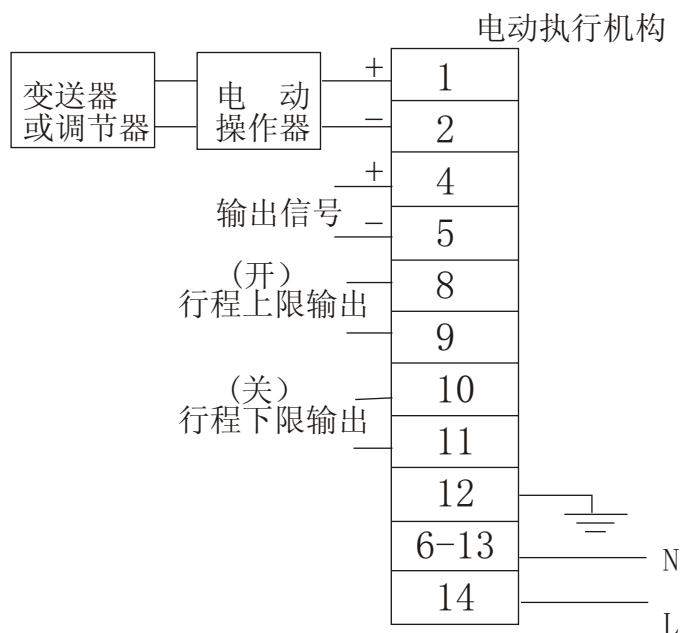 电动执行机构
变送器
或调节器
电 动
操作器
+ 1
- 2
+ 4
输出信号
- 5
(开)
行程上限输出
8
9
(关)
行程下限输出
10
11
12
6-13 N
14 L